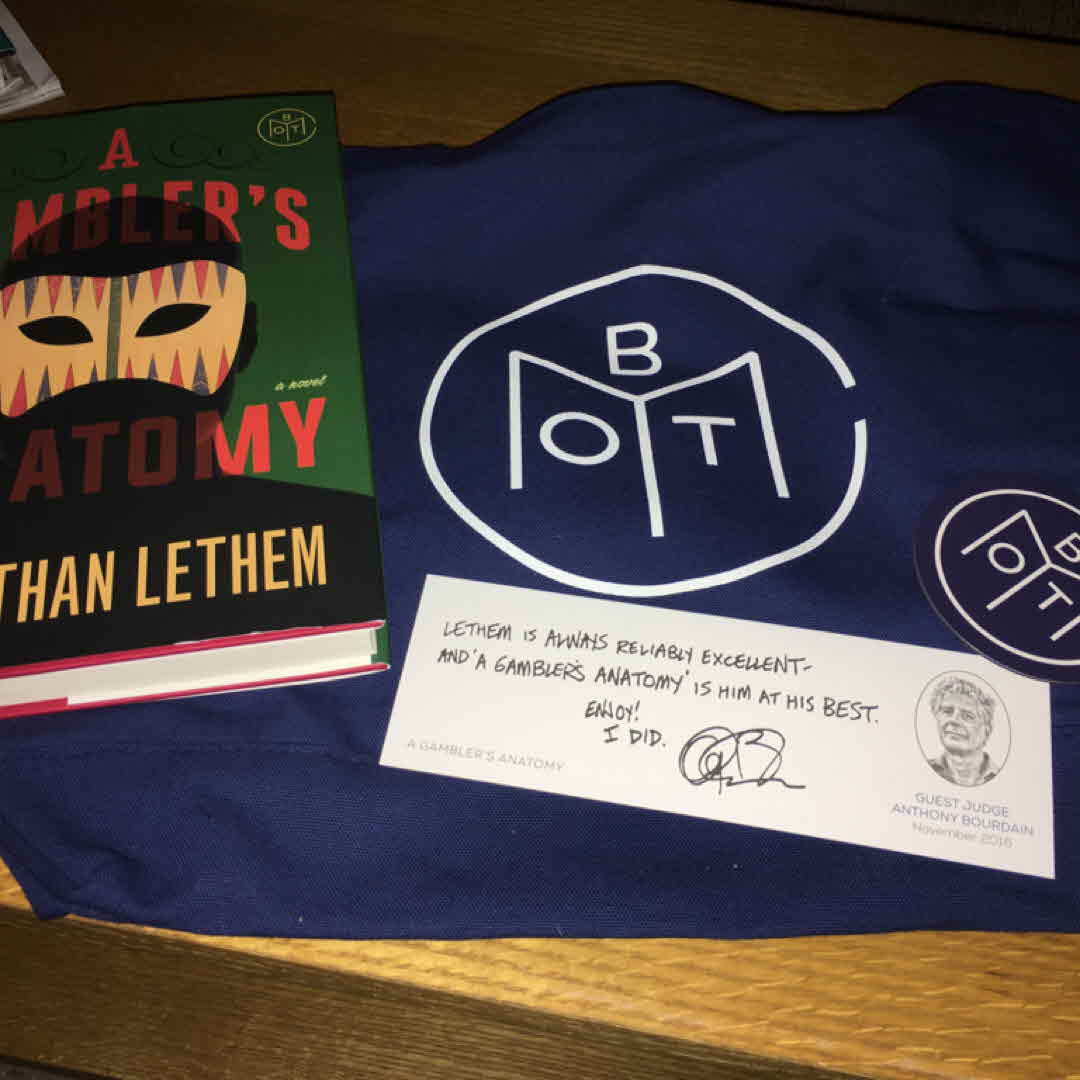 B
O T
A
MBLER'S
a novel
ATOMY
THAN LETHEM
B
O T
B
O
T
LETHEM IS ALWAYS RELIABLY EXCELLENT-
AND 'A GAMBLER'S ANATOMY' IS HIM AT HIS BEST.
ENJOY!
I DID.
A GAMBLER'S ANATOMY
GUEST JUDGE
ANTHONY BOURDAIN
November 2016